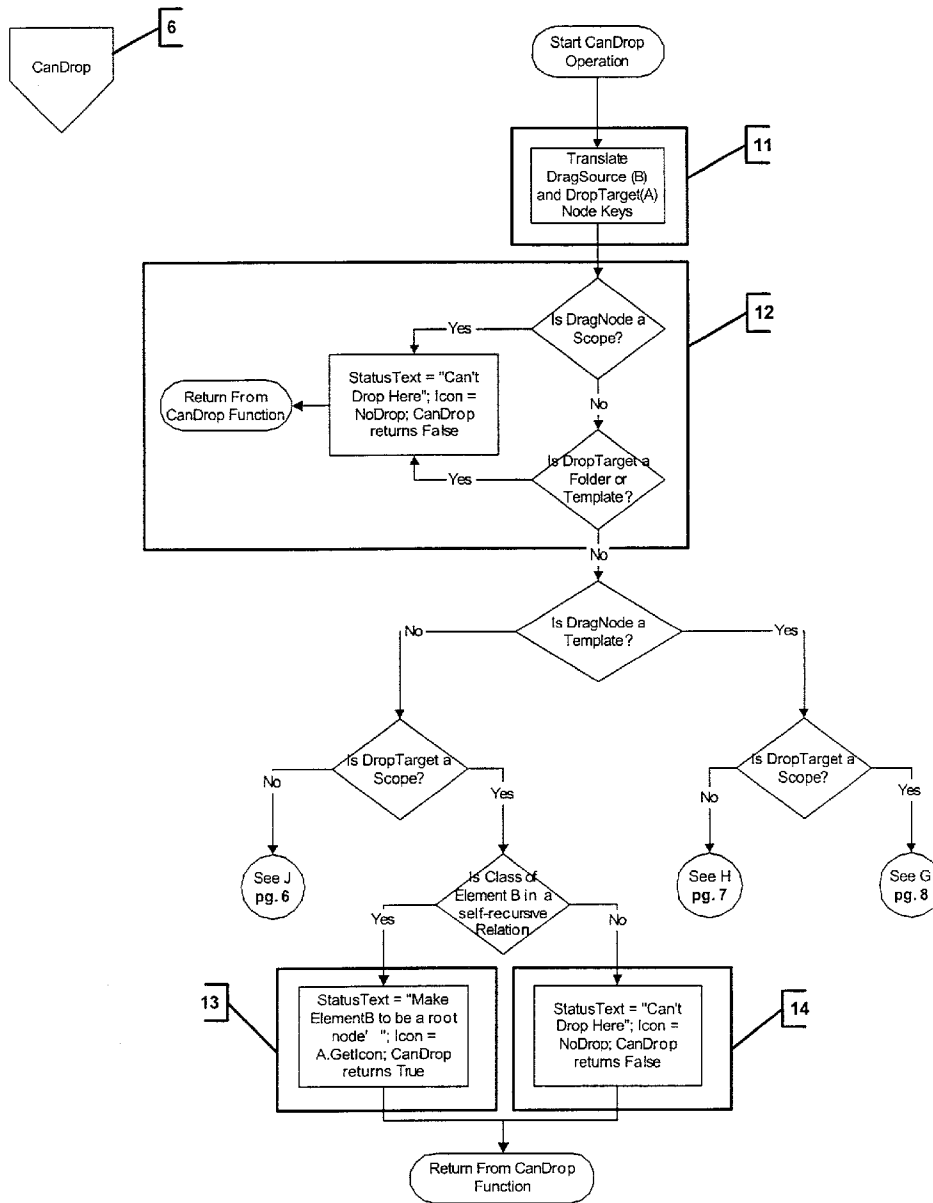 6
CanDrop
Start CanDrop
Operation
11
Translate
DragSource (B)
and DropTarget(A)
Node Keys
12
Is DragNode a
Scope?
Yes
StatusText = "Can't
Drop Here"; Icon =
NoDrop; CanDrop
returns False
Return From
CanDrop Function
No
Is DropTarget a
Folder or
Template?
Yes
No
Is DragNode a
Template?
No
Yes
Is DropTarget a
Scope?
Is DropTarget a
Scope?
No
Yes
No
Yes
See J
pg. 6
Is Class of
Element B in a
self-recursive
Relation
See H
pg. 7
See G
pg. 8
Yes
No
13
StatusText = "Make
ElementB to be a root
node' "; Icon =
A.GetIcon; CanDrop
returns True
14
StatusText = "Can't
Drop Here"; Icon =
NoDrop; CanDrop
returns False
Return From CanDrop
Function